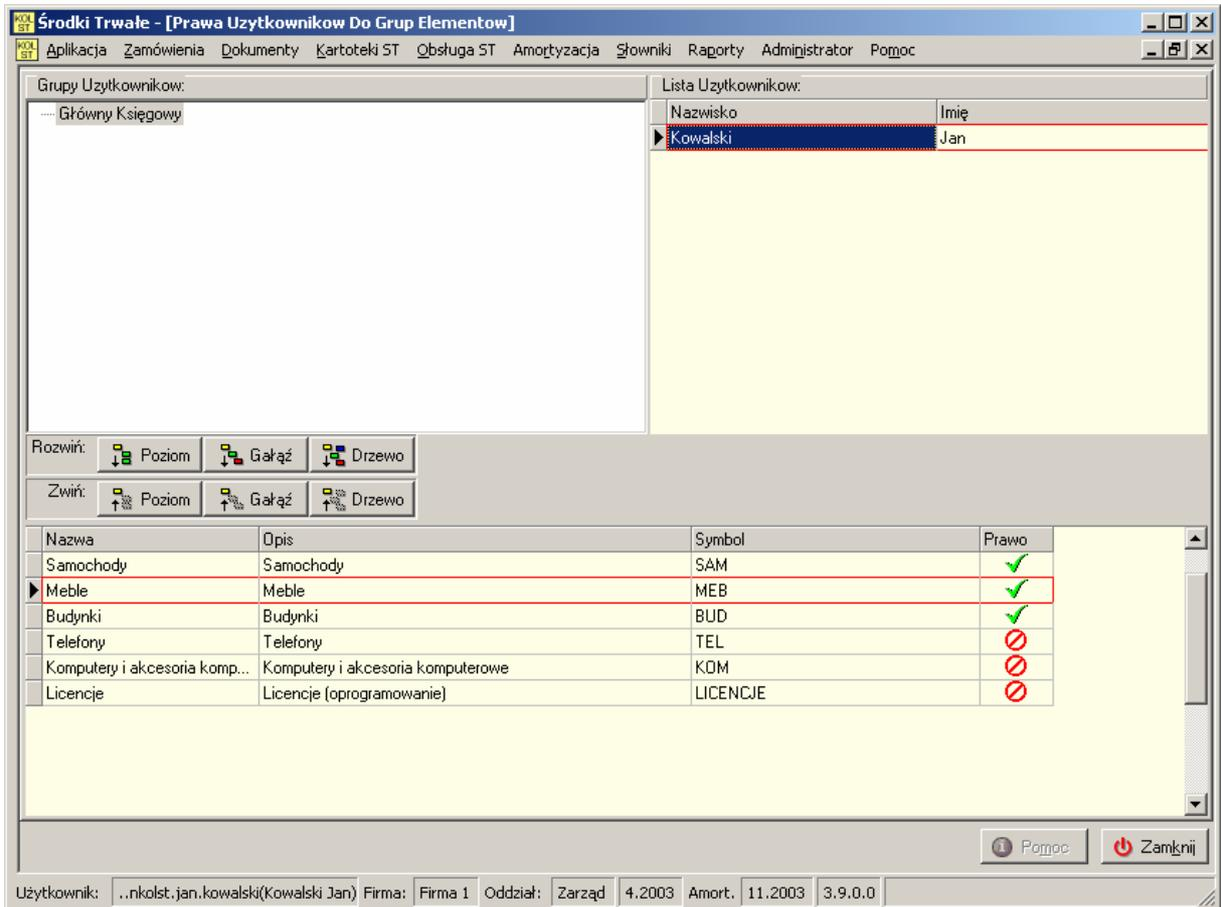 KOL ST Środki Trwałe - [Prawa Uzytkownikow Do Grup Elementow]
KOL ST Aplikacja Zamówienia Dokumenty Kartoteki ST Obsługa ST Amortyzacja Słowniki Raporty Administrator Pomoc
Grupy Uzytkownikow:
Główny Księgowy
Lista Uzytkownikow:
Nazwisko Imię
Kowalski Jan
Rozwiń: Poziom Gałąź Drzewo
Zwiń: Poziom Gałąź Drzewo
Nazwa Opis Symbol Prawo
Samochody Samochody SAM
Meble Meble MEB
Budynki Budynki BUD
Telefony Telefony TEL
Komputery i akcesoria komp... Komputery i akcesoria komputerowe KOM
Licencje Licencje (oprogramowanie) LICENCJE
Pomoc Zamknij
Użytkownik: ..nkolst.jan.kowalski(Kowalski Jan) Firma: Firma 1 Oddział: Zarząd 4.2003 Amort. 11.2003 3.9.0.0